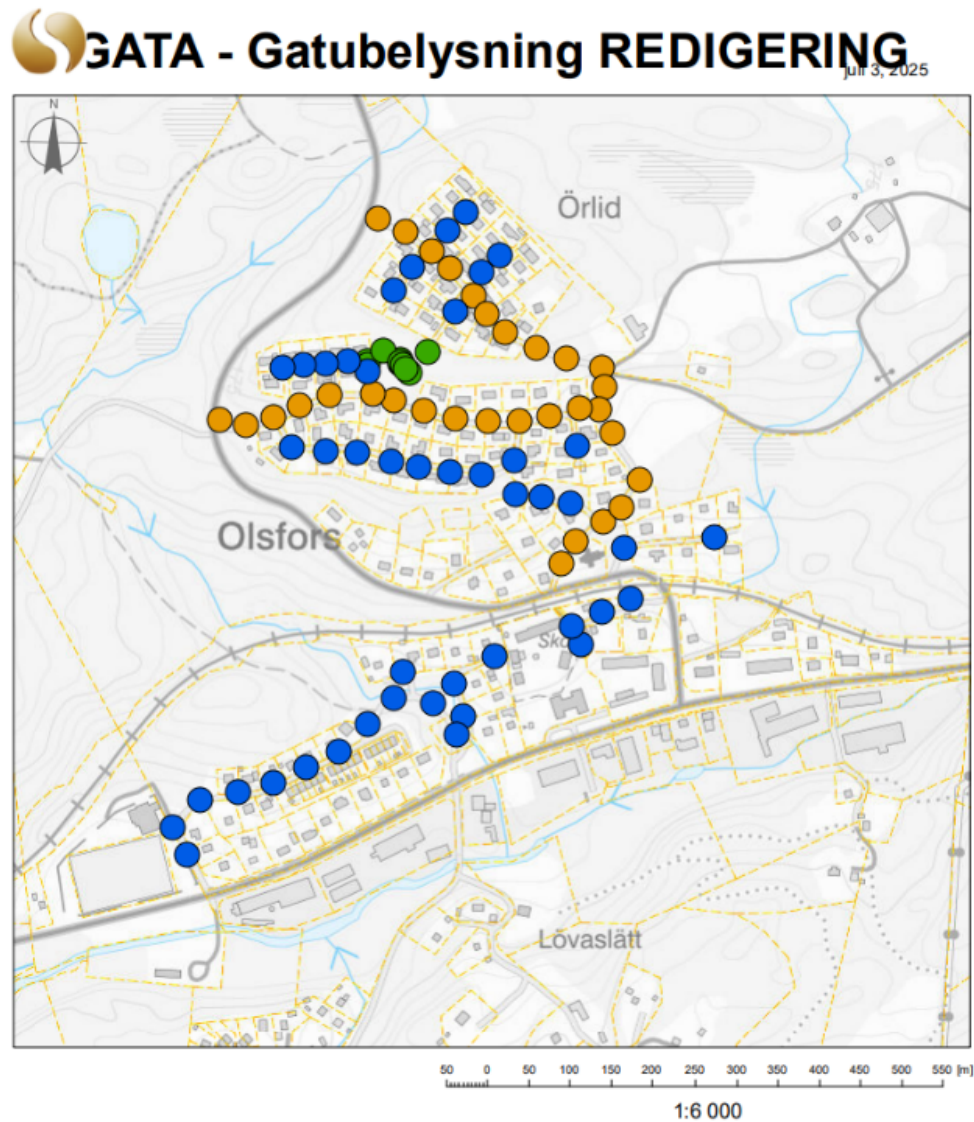 GATA - Gatubelysning REDIGERING
juli 3, 2025
N
Örlid
Olsfors
Lövaslätt
50 0 50 100 150 200 250 300 350 400 450 500 550 [m]
1:6 000